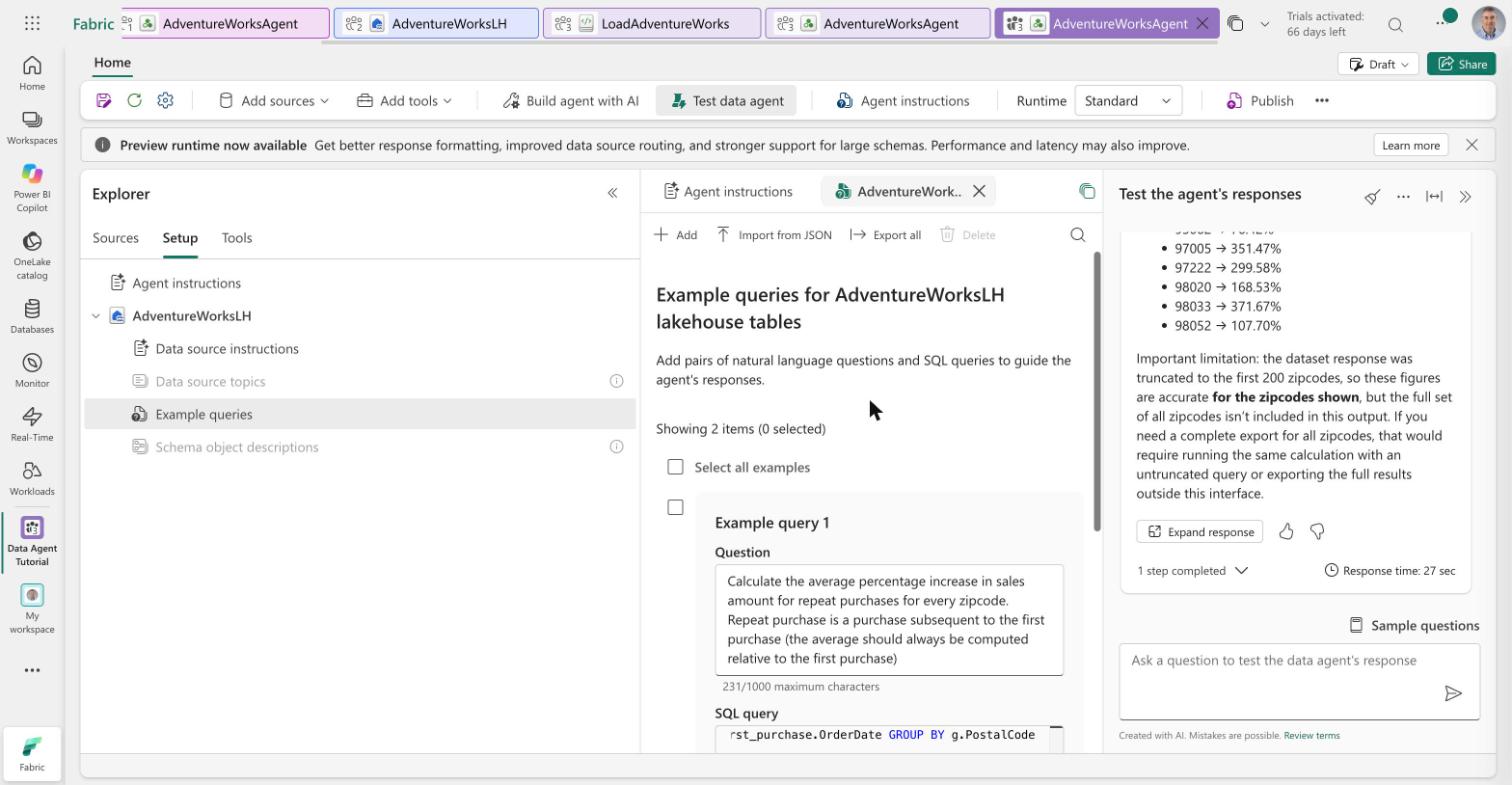 Fabric
AdventureWorksAgent
AdventureWorksLH
LoadAdventureWorks
AdventureWorksAgent
AdventureWorksAgent
Trials activated:
66 days left
Home
Draft
Share
Add sources
Add tools
Build agent with AI
Test data agent
Agent instructions
Runtime
Standard
Publish
Preview runtime now available Get better response formatting, improved data source routing, and stronger support for large schemas. Performance and latency may also improve.
Learn more
Home
Workspaces
Power BI
Copilot
OneLake
catalog
Databases
Monitor
Real-Time
Workloads
Data Agent
Tutorial
My
workspace
Fabric
Explorer
Sources
Setup
Tools
Agent instructions
AdventureWorksLH
Data source instructions
Data source topics
Example queries
Schema object descriptions
Agent instructions
AdventureWork..
Add
Import from JSON
Export all
Delete
Example queries for AdventureWorksLH
lakehouse tables
Add pairs of natural language questions and SQL queries to guide the
agent's responses.
Showing 2 items (0 selected)
Select all examples
Example query 1
Question
Calculate the average percentage increase in sales
amount for repeat purchases for every zipcode.
Repeat purchase is a purchase subsequent to the first
purchase (the average should always be computed
relative to the first purchase)
231/1000 maximum characters
SQL query
rst_purchase.OrderDate GROUP BY g.PostalCode
Test the agent's responses
• 97005 → 351.47%
• 97222 → 299.58%
• 98020 → 168.53%
• 98033 → 371.67%
• 98052 → 107.70%
Important limitation: the dataset response was
truncated to the first 200 zipcodes, so these figures
are accurate for the zipcodes shown, but the full set
of all zipcodes isn't included in this output. If you
need a complete export for all zipcodes, that would
require running the same calculation with an
untruncated query or exporting the full results
outside this interface.
Expand response
1 step completed
Response time: 27 sec
Sample questions
Ask a question to test the data agent's response
Created with AI. Mistakes are possible. Review terms